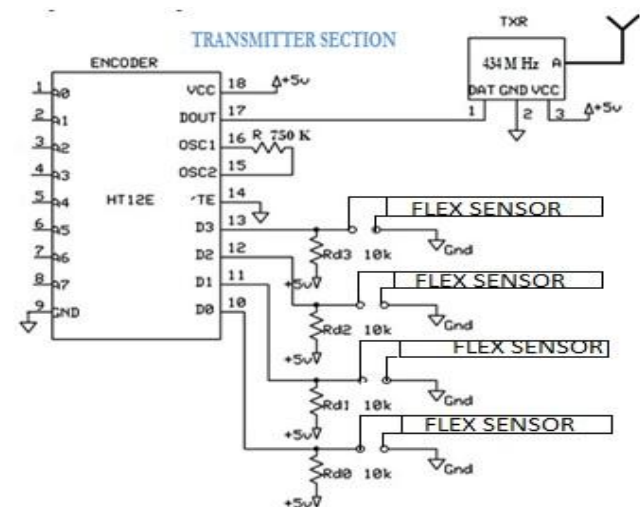 TRANSMITTER SECTION
TXR
434 M Hz A
DAT GND VCC
1 2 3
+5v
ENCODER
1 A0 VCC 18 +5v
2 A1 DOUT 17
3 A2 OSC1 16 R 750 K
4 A3 OSC2 15
5 A4 HT12E 'TE 14
6 A5 D3 13
7 A6 D2 12
8 A7 D1 11
9 GND D0 10
FLEX SENSOR
Rd3 10k
Gnd
+5v
FLEX SENSOR
Rd2 10k
Gnd
+5v
FLEX SENSOR
Rd1 10k
Gnd
+5v
FLEX SENSOR
Rd0 10k
Gnd
+5v